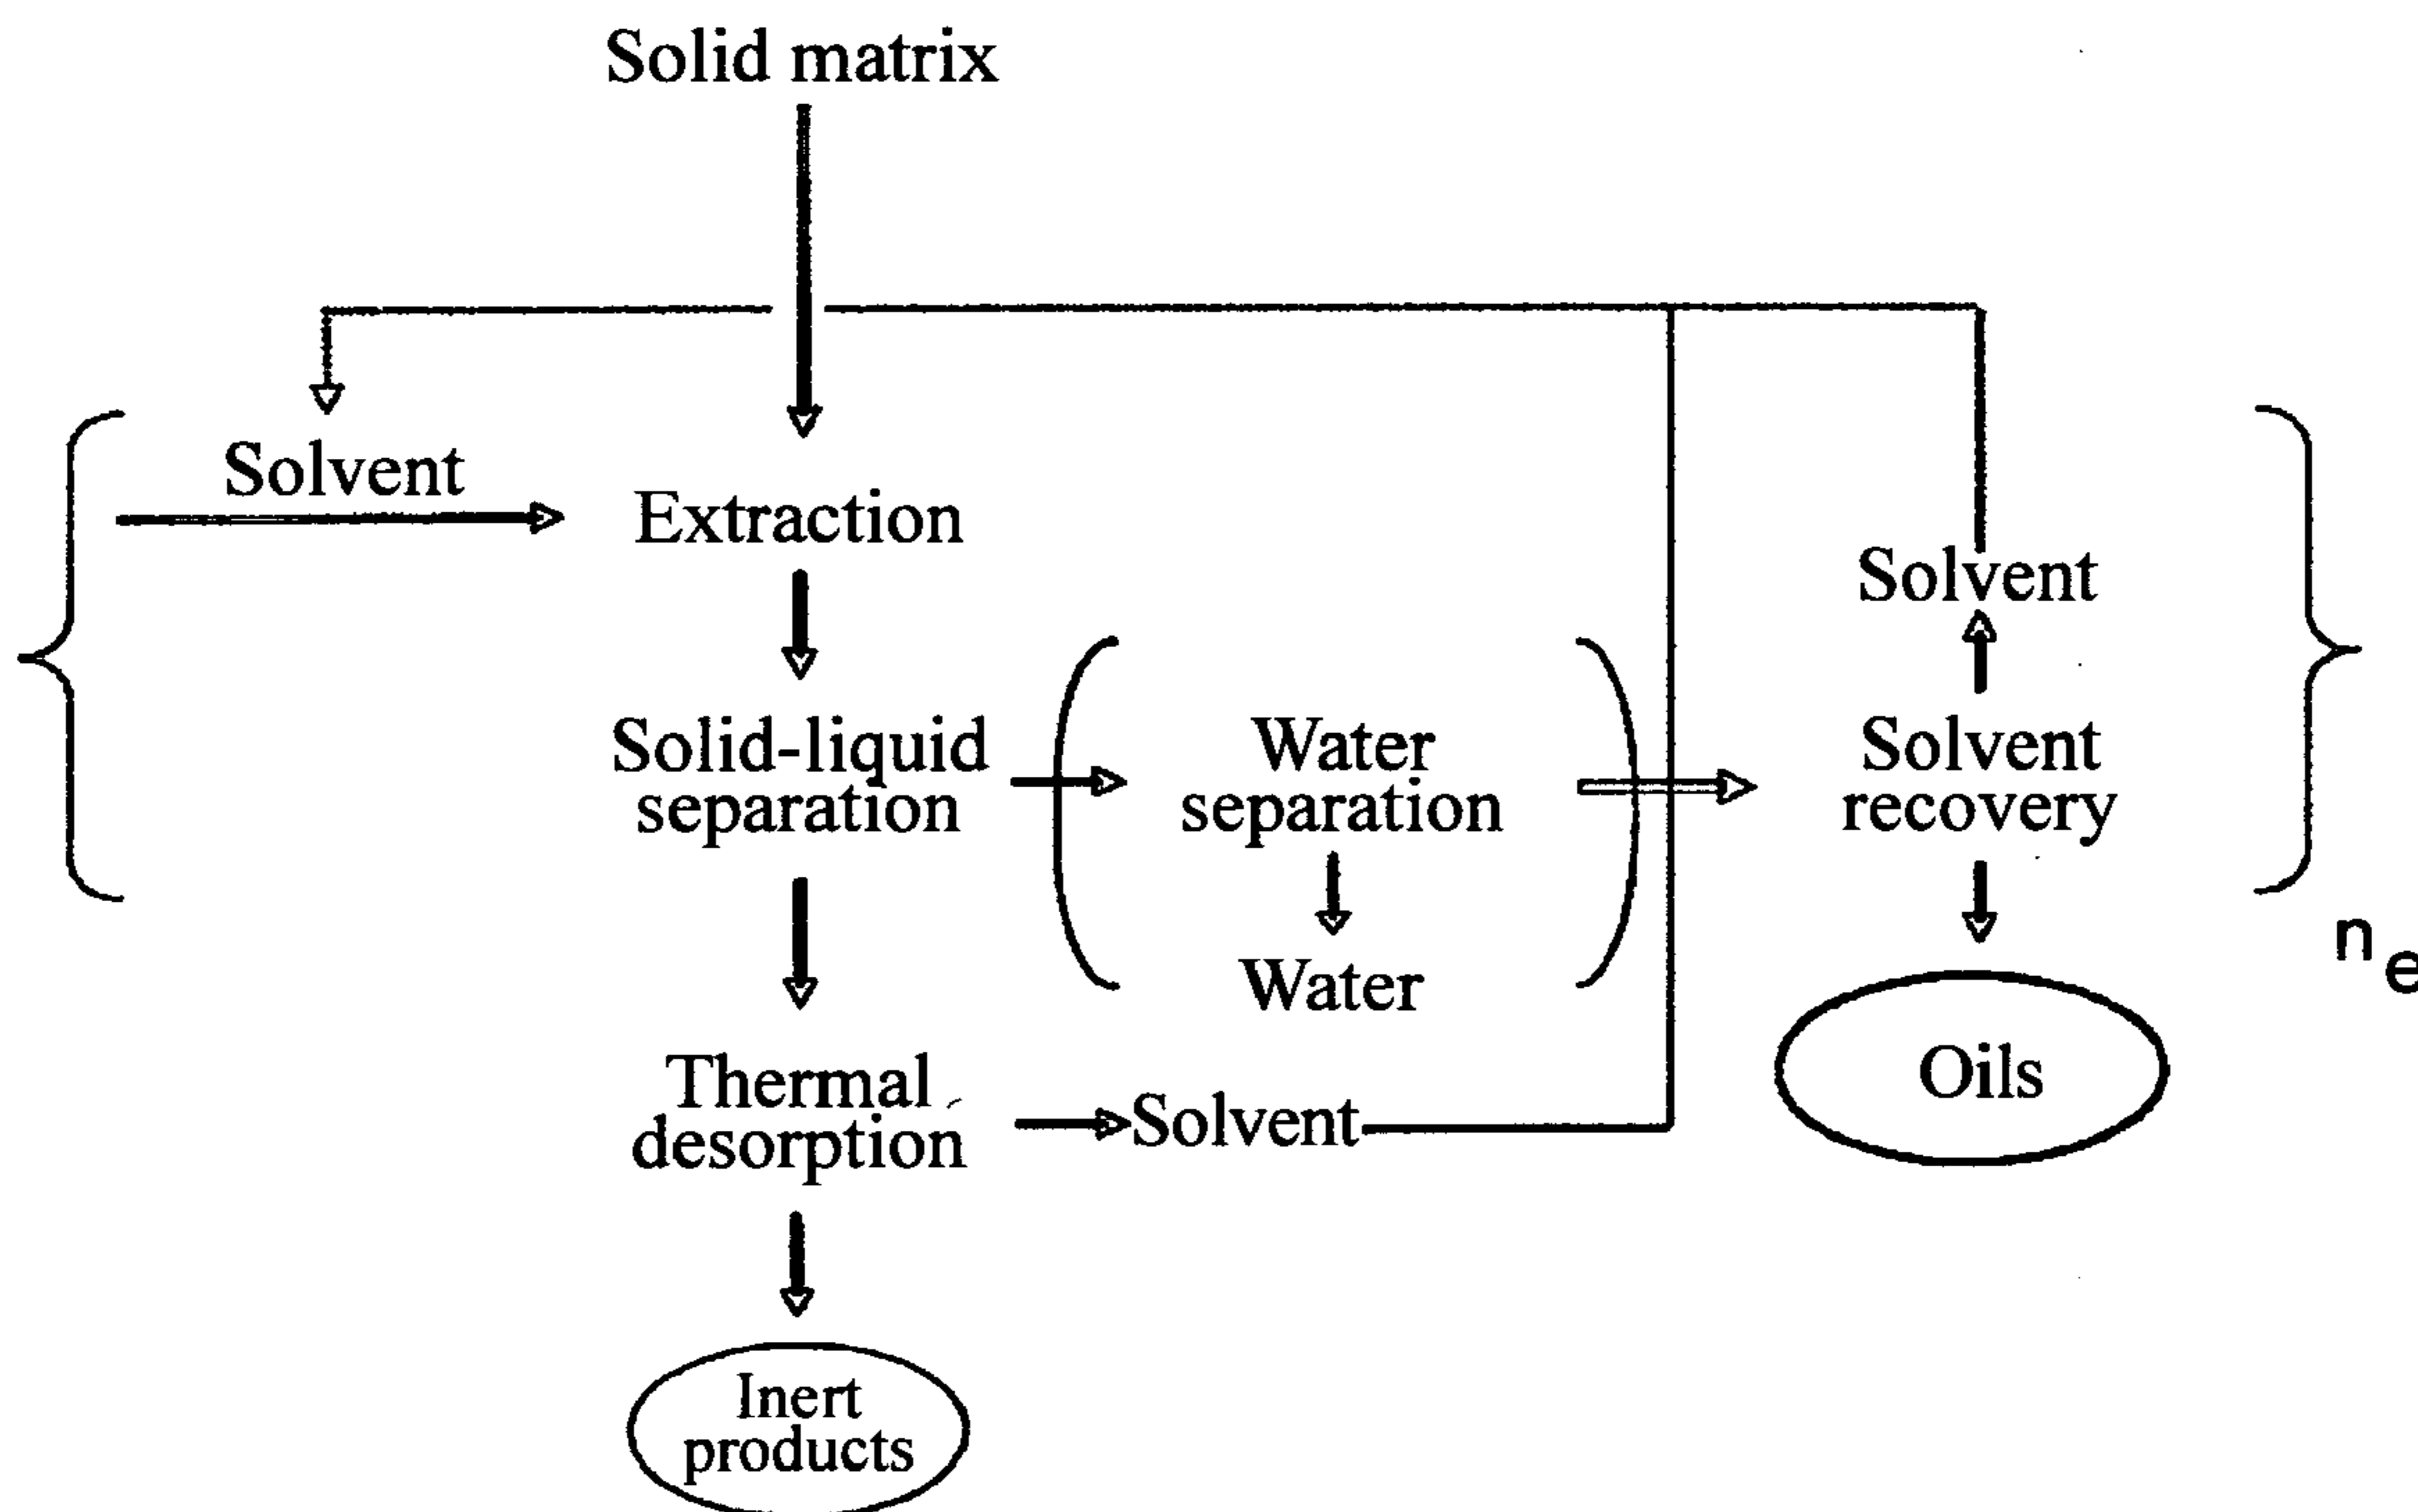 Solid matrix
Solvent
Extraction
Solvent
Solid-liquid
separation
Water
separation
Solvent
recovery
Water
n e
Oils
Thermal
desorption
Solvent
Inert
products